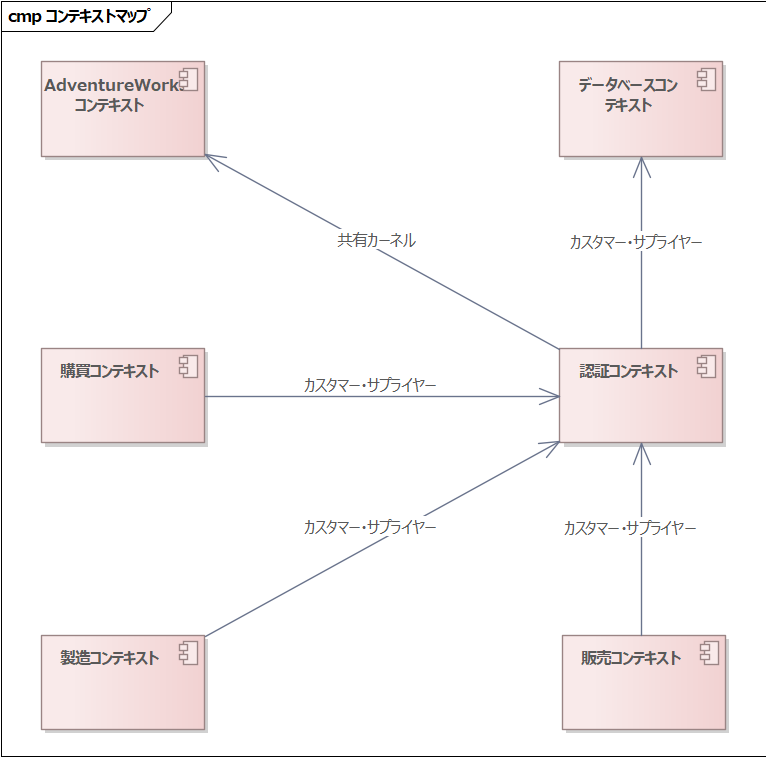 cmp コンテキストマップ
AdventureWork
コンテキスト
データベースコン
テキスト
共有カーネル
カスタマー・サプライヤー
購買コンテキスト
カスタマー・サプライヤー
認証コンテキスト
カスタマー・サプライヤー
カスタマー・サプライヤー
製造コンテキスト
販売コンテキスト